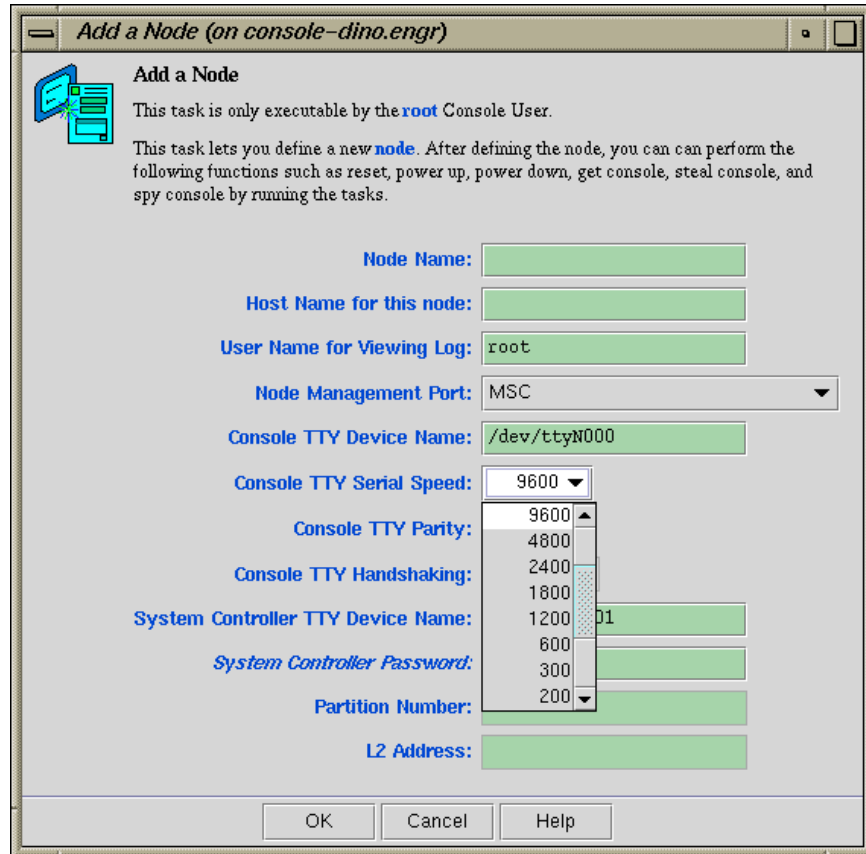 Add a Node (on console-dino.engr)
Add a Node
This task is only executable by the root Console User.
This task lets you define a new node. After defining the node, you can can perform the
following functions such as reset, power up, power down, get console, steal console, and
spy console by running the tasks.
Node Name:
Host Name for this node:
User Name for Viewing Log: root
Node Management Port: MSC
Console TTY Device Name: /dev/ttyN000
Console TTY Serial Speed: 9600
9600
Console TTY Parity:
4800
2400
Console TTY Handshaking:
1800
System Controller TTY Device Name: 1200 01
600
System Controller Password:
300
200
Partition Number:
L2 Address:
OK Cancel Help